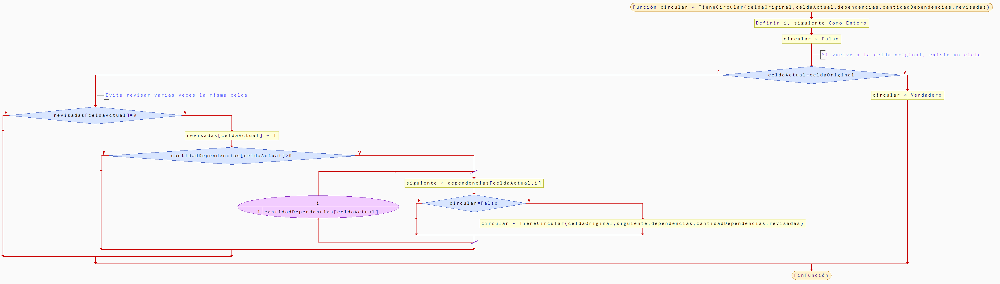 Función circular ← TieneCircular(celdaOriginal,celdaActual,dependencias,cantidadDependencias,revisadas)
Definir i, siguiente Como Entero
circular ← Falso
Si vuelve a la celda original, existe un ciclo
celdaActual=celdaOriginal
F
V
circular ← Verdadero
Evita revisar varias veces la misma celda
revisadas[celdaActual]=0
F
V
revisadas[celdaActual] ← 1
cantidadDependencias[celdaActual]>0
F
V
i
1 cantidadDependencias[celdaActual]
siguiente ← dependencias[celdaActual,i]
circular=Falso
F
V
circular ← TieneCircular(celdaOriginal,siguiente,dependencias,cantidadDependencias,revisadas)
FinFunción